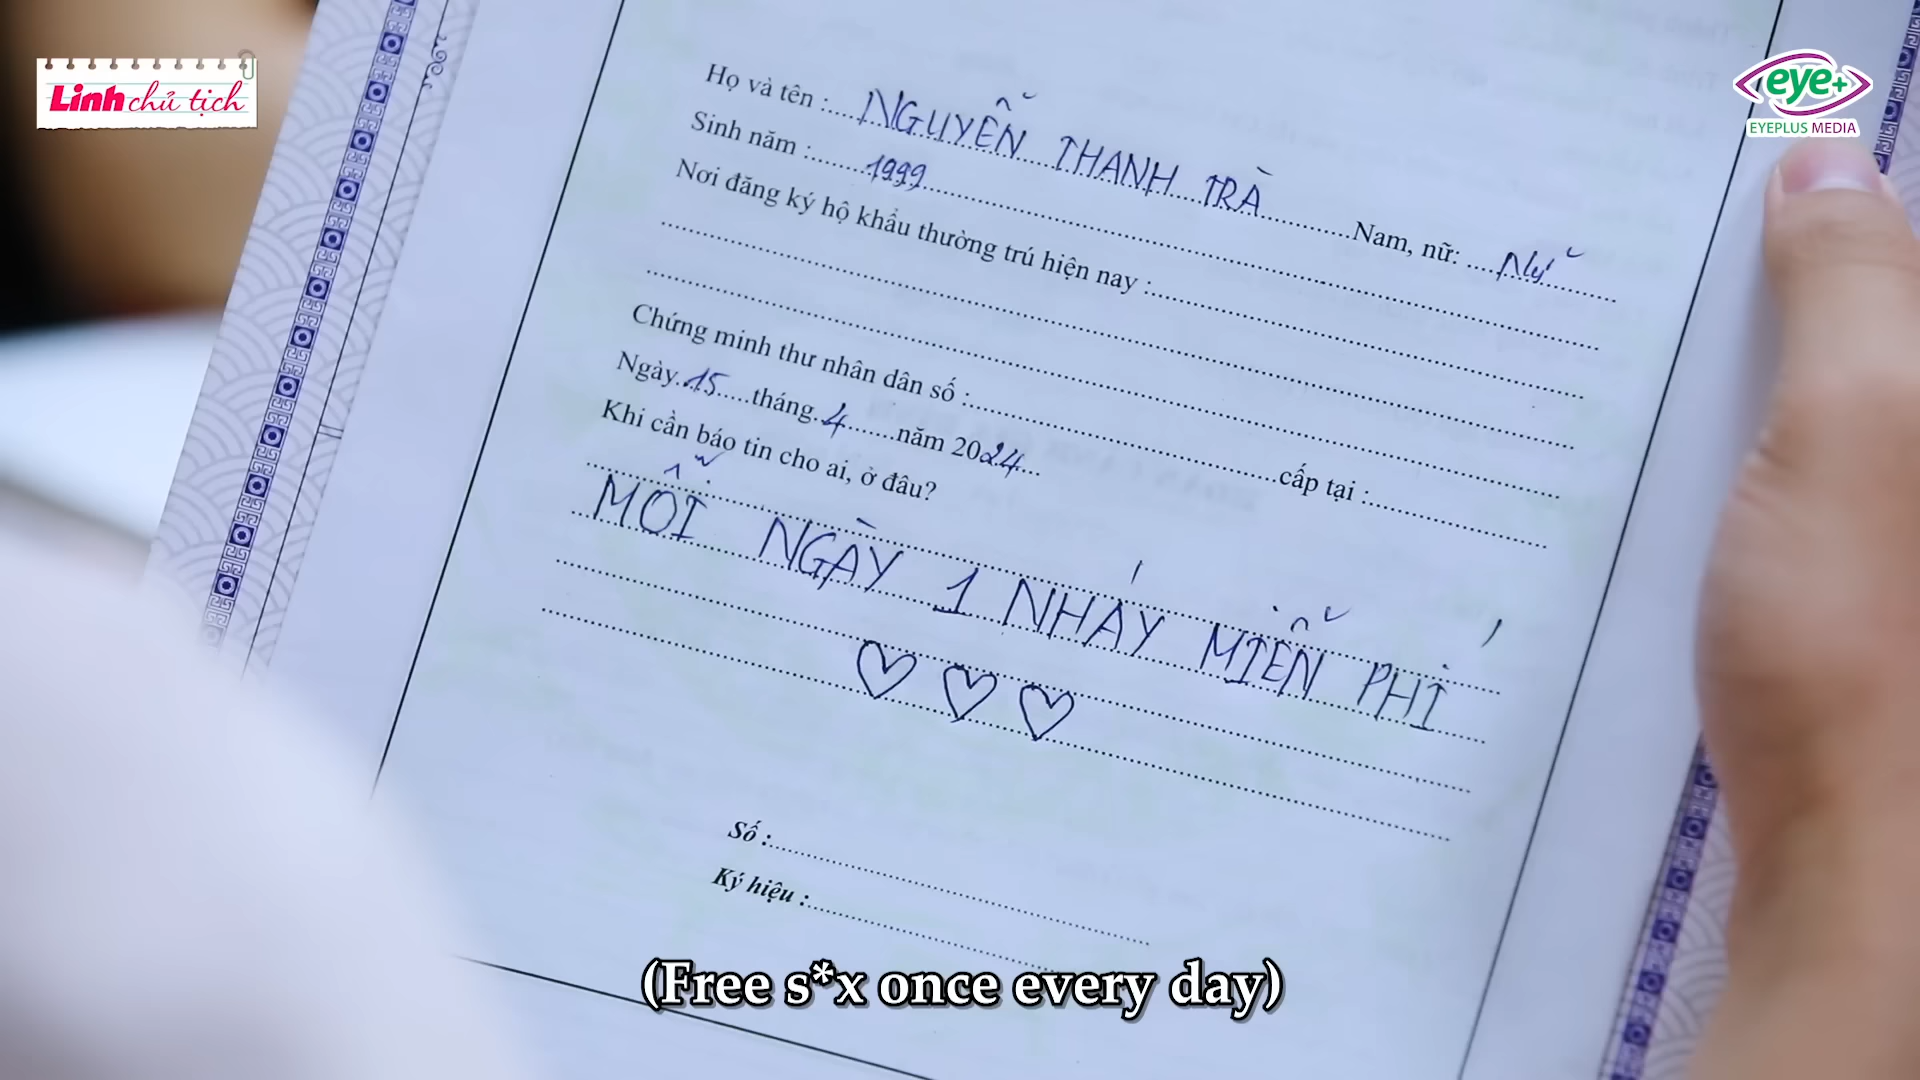 Linh chủ tịch
eye+
EYEPLUS MEDIA
Họ và tên :....NGUYỄN THANH TRÀ..........Nam, nữ: ....Nữ..........
Sinh năm :.......1999..........
Nơi đăng ký hộ khẩu thường trú hiện nay :..........
Chứng minh thư nhân dân số :..........cấp tại :..........
Ngày..15.....tháng..4........năm 2024...
Khi cần báo tin cho ai, ở đâu?
MỖI NGÀY 1 NHÁY MIỄN PHÍ
♡ ♡ ♡
Số :..........
Ký hiệu :..........
(Free s*x once every day)